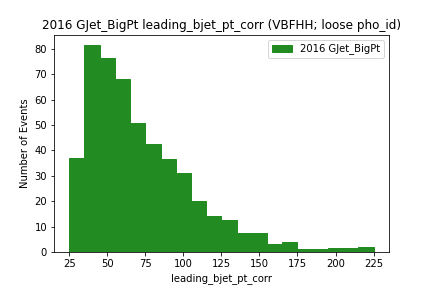 2016 GJet_BigPt leading_bjet_pt_corr (VBFHH; loose pho_id)
2016 GJet_BigPt
Number of Events
80
70
60
50
40
30
20
10
0
25 50 75 100 125 150 175 200 225
leading_bjet_pt_corr